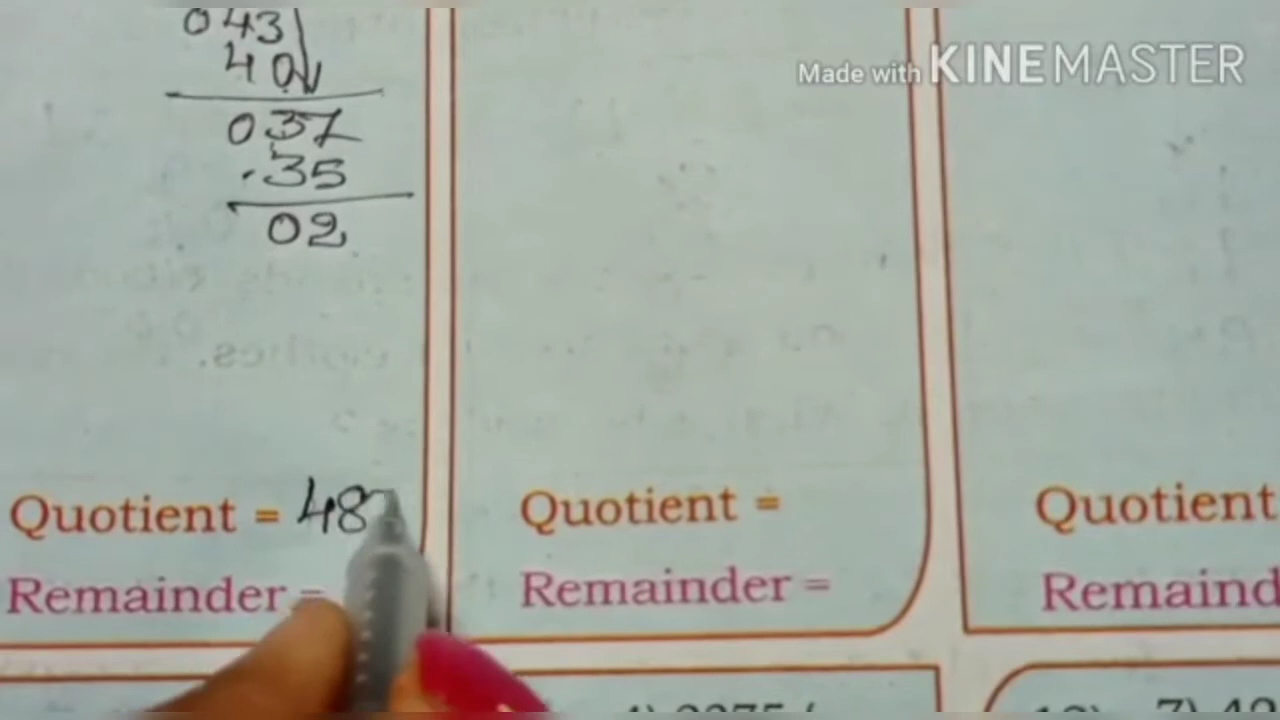 Made with KINEMASTER
043
40
037
.35
02
Quotient = 48
Quotient =
Quotient
Remainder =
Remainder =
Remaind